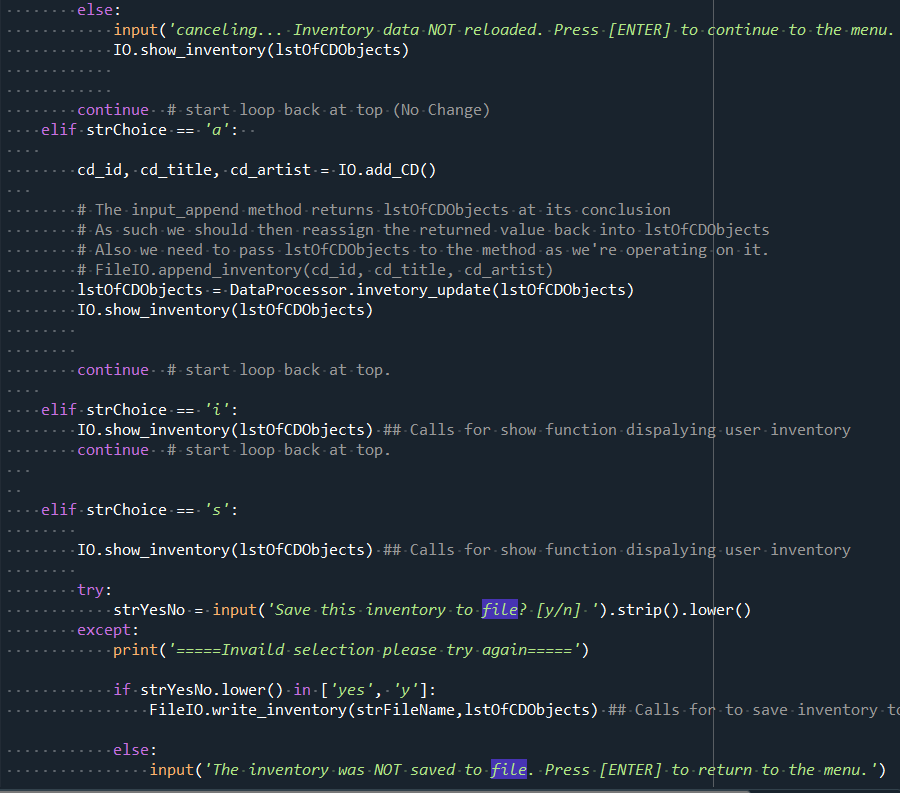 else:
input('canceling... Inventory data NOT reloaded. Press [ENTER] to continue to the menu.
IO.show_inventory(lstOfCDObjects)
continue  # start loop back at top (No Change)
elif strChoice == 'a':
cd_id, cd_title, cd_artist = IO.add_CD()
# The input_append method returns lstOfCDObjects at its conclusion
# As such we should then reassign the returned value back into lstOfCDObjects
# Also we need to pass lstOfCDObjects to the method as we're operating on it.
# FileIO.append_inventory(cd_id, cd_title, cd_artist)
lstOfCDObjects = DataProcessor.invetory_update(lstOfCDObjects)
IO.show_inventory(lstOfCDObjects)
continue  # start loop back at top.
elif strChoice == 'i':
IO.show_inventory(lstOfCDObjects) ## Calls for show function dispalying user inventory
continue  # start loop back at top.
elif strChoice == 's':
IO.show_inventory(lstOfCDObjects) ## Calls for show function dispalying user inventory
try:
strYesNo = input('Save this inventory to file? [y/n] ').strip().lower()
except:
print('=====Invaild selection please try again=====')
if strYesNo.lower() in ['yes', 'y']:
FileIO.write_inventory(strFileName,lstOfCDObjects) ## Calls for to save inventory to
else:
input('The inventory was NOT saved to file. Press [ENTER] to return to the menu.')